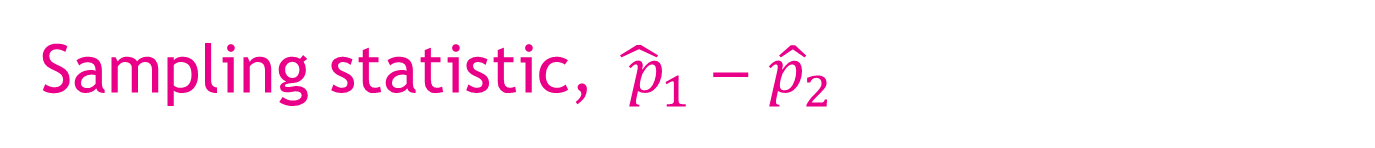 Sampling statistic, p̂₁ − p̂₂